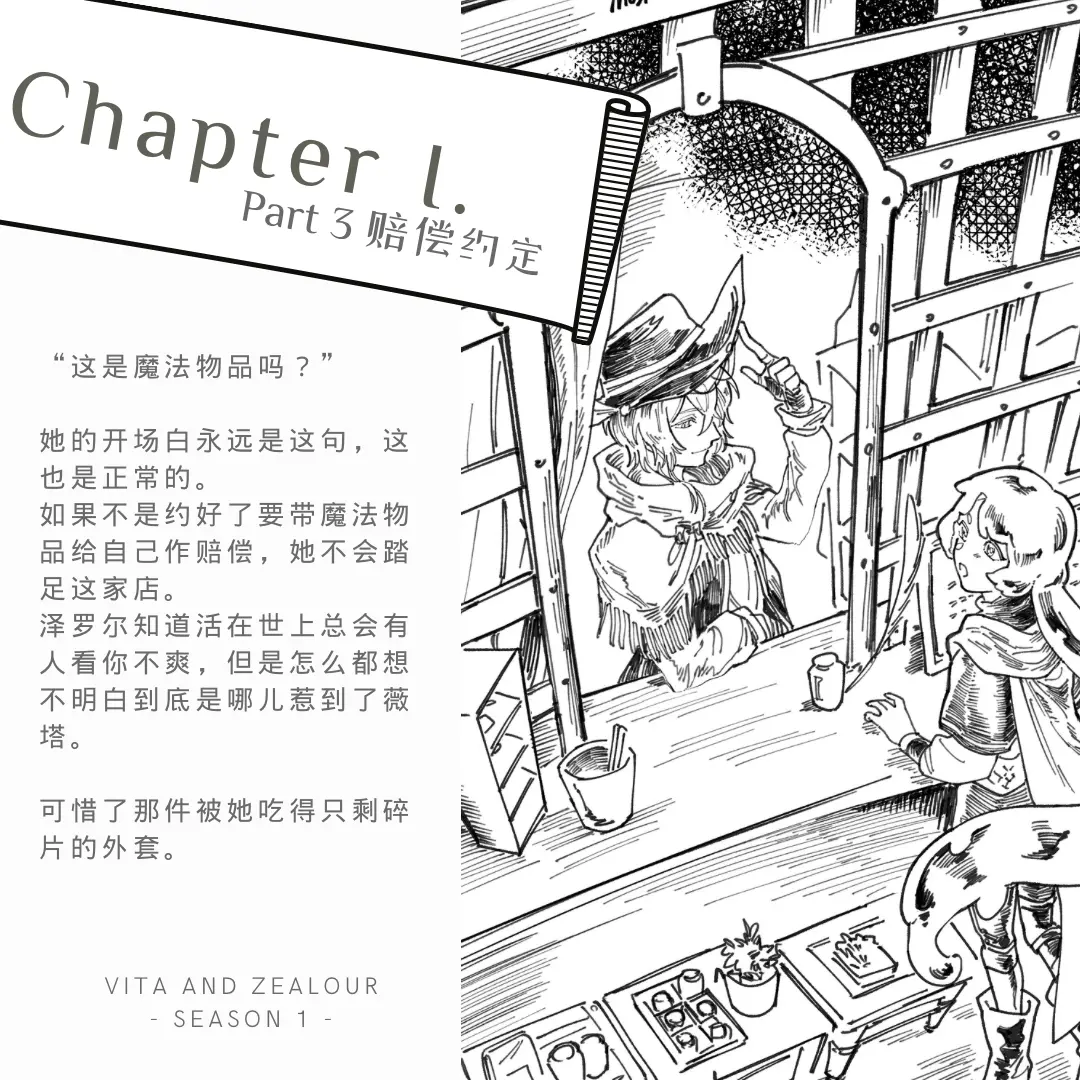 Chapter 1.
Part 3 赔偿约定
“这是魔法物品吗？”
她的开场白永远是这句，这
也是正常的。
如果不是约好了要带魔法物
品给自己作赔偿，她不会踏
足这家店。
泽罗尔知道活在世上总会有
人看你不爽，但是怎么都想
不明白到底是哪儿惹到了薇
塔。
可惜了那件被她吃得只剩碎
片的外套。
VITA AND ZEALOUR
- SEASON 1 -